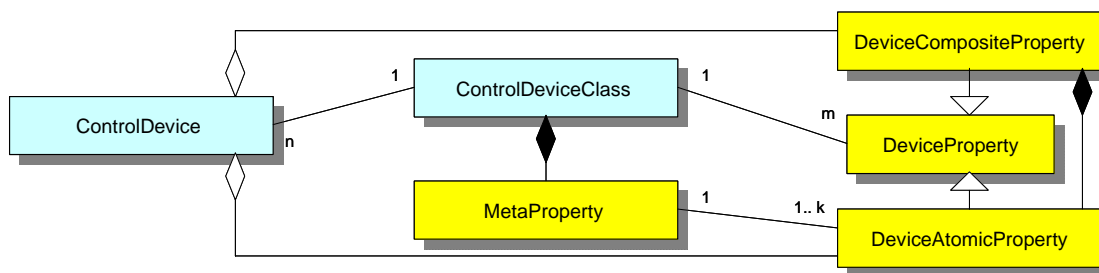 DeviceCompositeProperty
1
ControlDeviceClass
1
ControlDevice
n
m
DeviceProperty
MetaProperty
1
1.. k
DeviceAtomicProperty